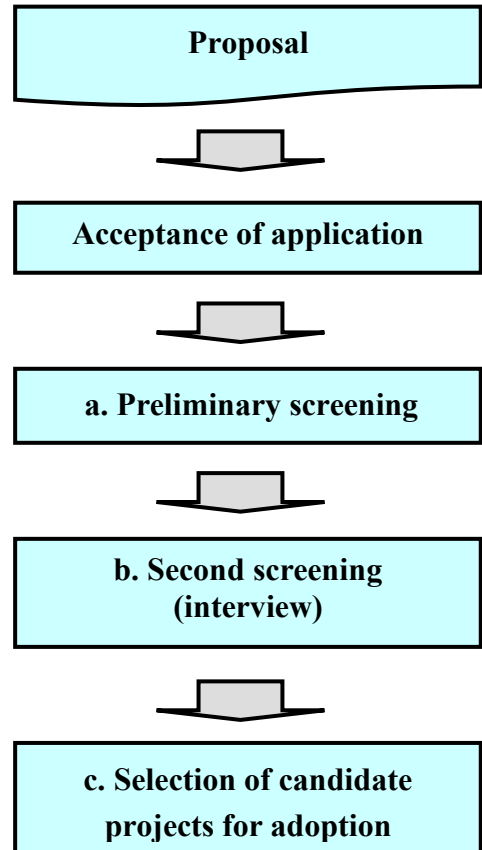 Proposal
Acceptance of application
a. Preliminary screening
b. Second screening
(interview)
c. Selection of candidate
projects for adoption